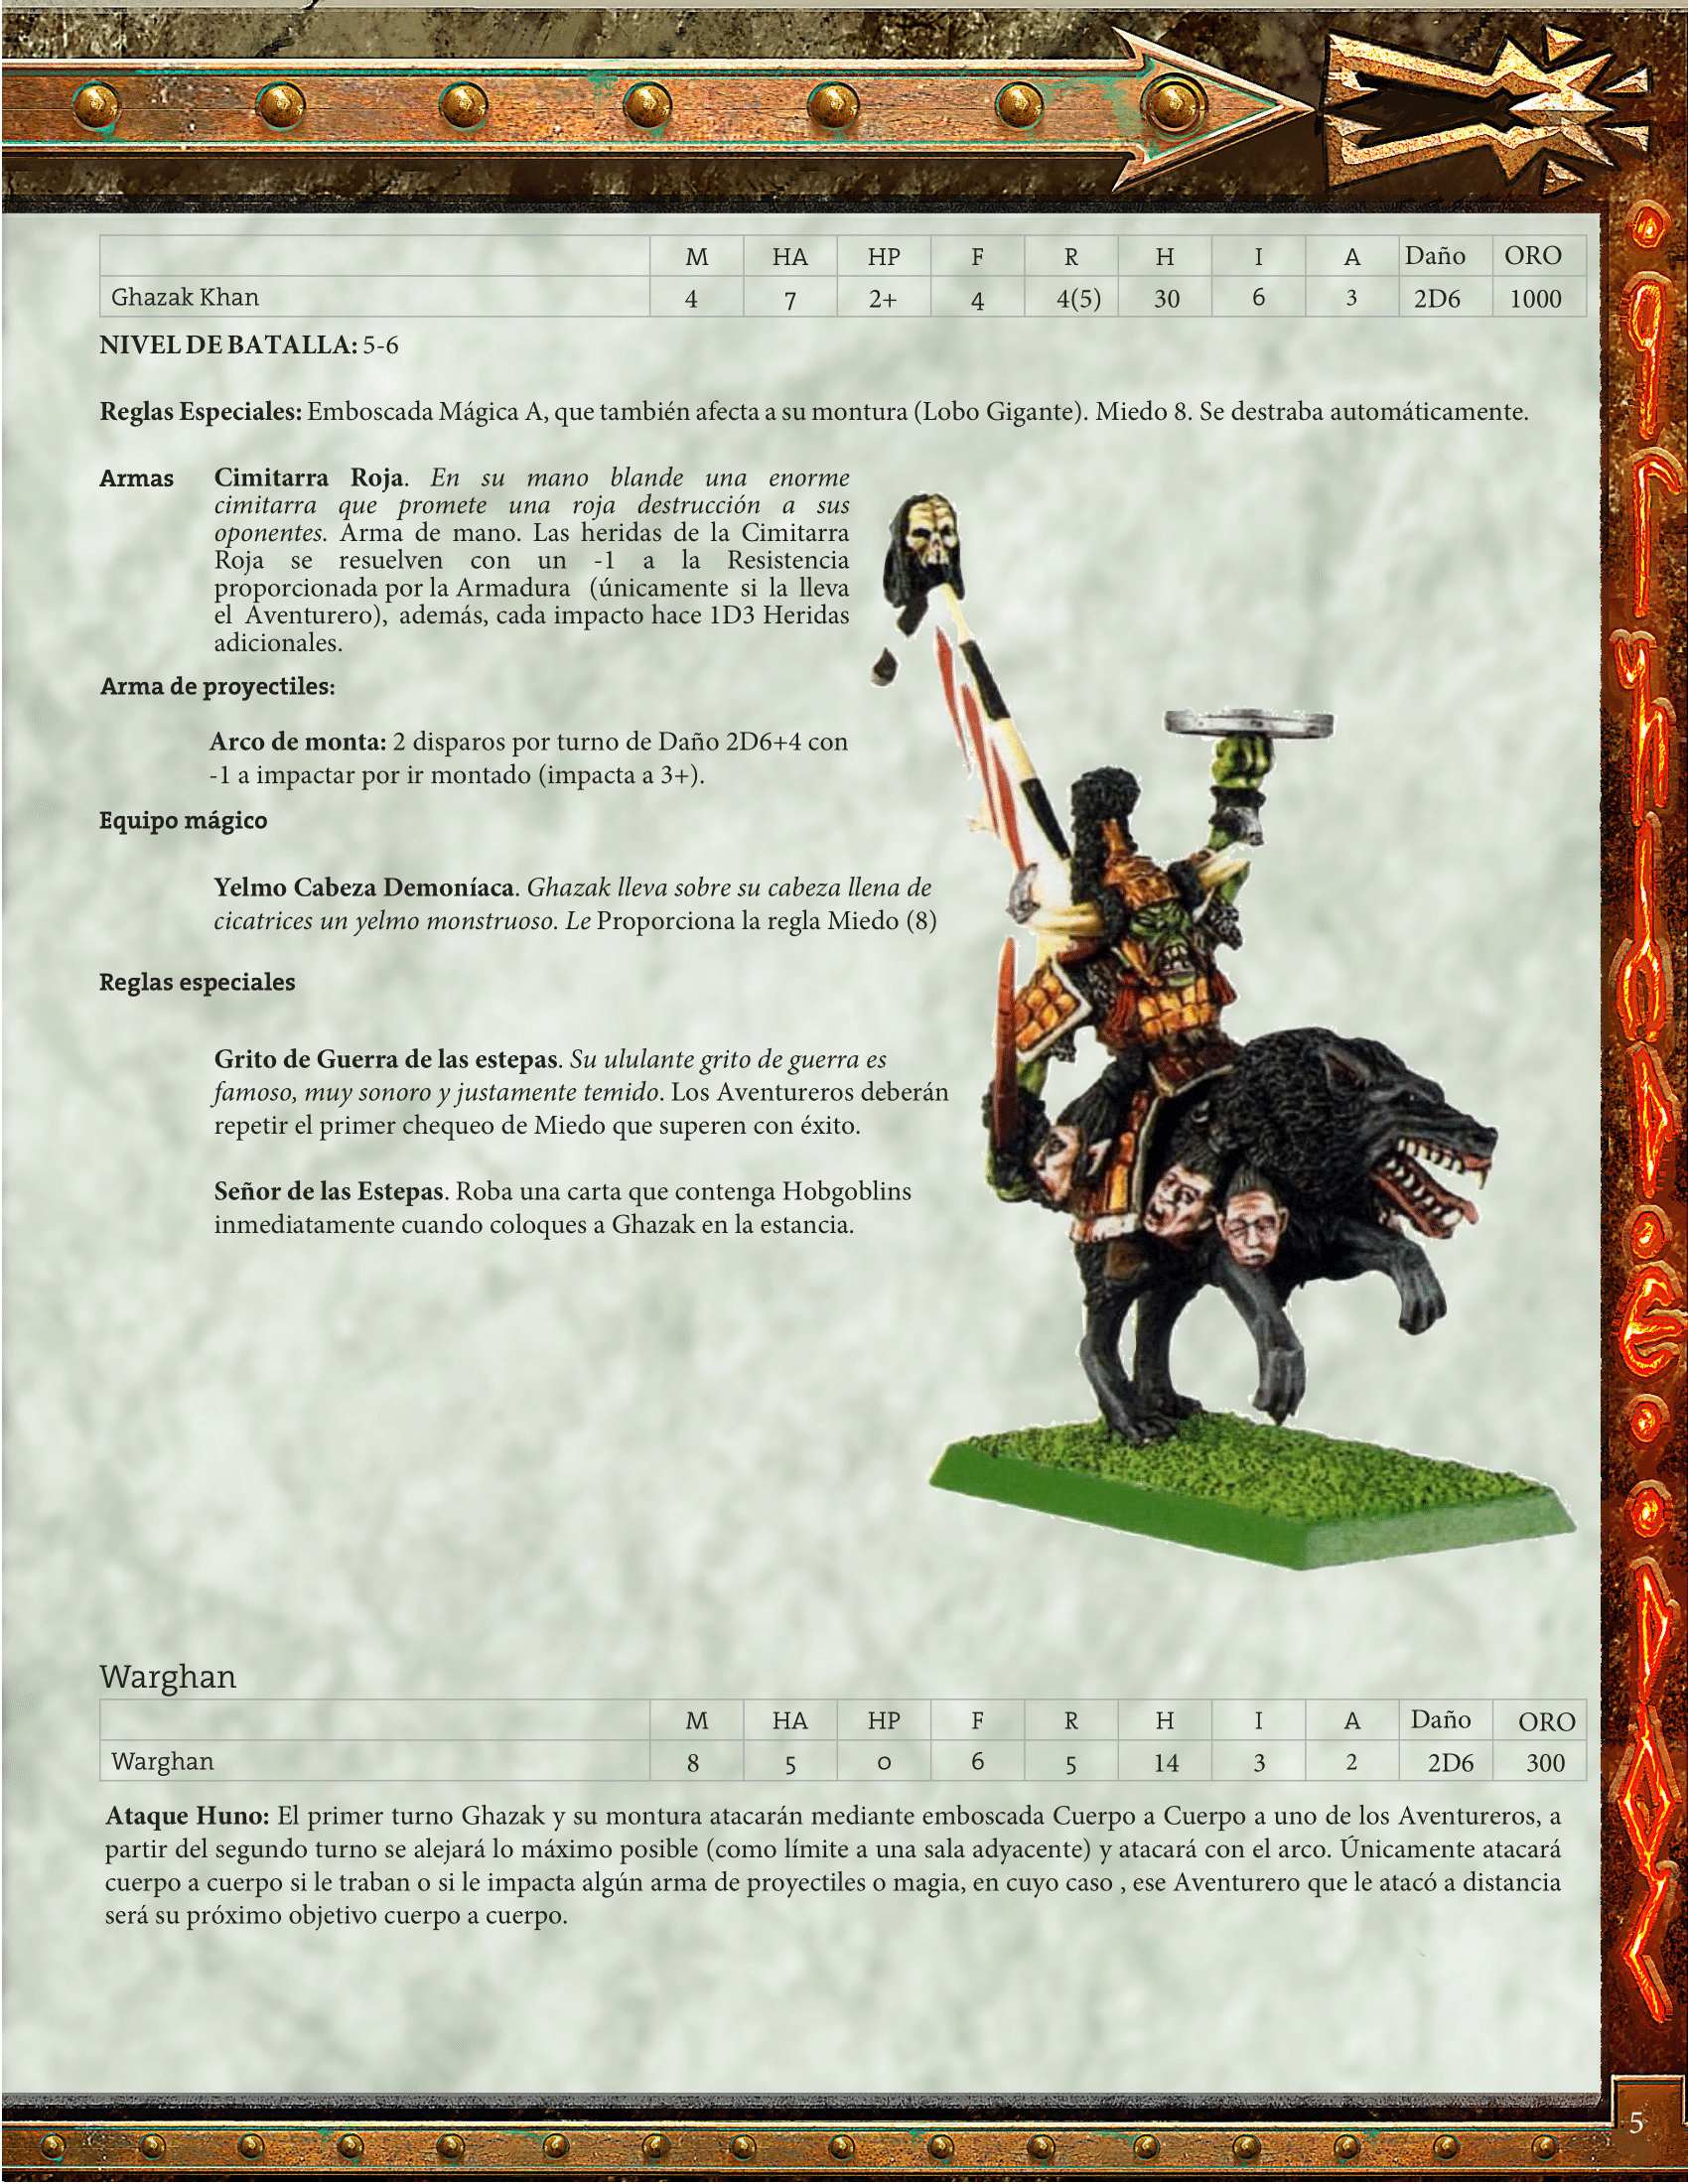 M HA HP F R H I A Daño ORO
Ghazak Khan 4 7 2+ 4 4(5) 30 6 3 2D6 1000
NIVEL DE BATALLA: 5-6
Reglas Especiales: Emboscada Mágica A, que también afecta a su montura (Lobo Gigante). Miedo 8. Se destraba automáticamente.
Armas Cimitarra Roja. En su mano blande una enorme
cimitarra que promete una roja destrucción a sus
oponentes. Arma de mano. Las heridas de la Cimitarra
Roja se resuelven con un -1 a la Resistencia
proporcionada por la Armadura (únicamente si la lleva
el Aventurero), además, cada impacto hace 1D3 Heridas
adicionales.
Arma de proyectiles:
Arco de monta: 2 disparos por turno de Daño 2D6+4 con
-1 a impactar por ir montado (impacta a 3+).
Equipo mágico
Yelmo Cabeza Demoníaca. Ghazak lleva sobre su cabeza llena de
cicatrices un yelmo monstruoso. Le Proporciona la regla Miedo (8)
Reglas especiales
Grito de Guerra de las estepas. Su ululante grito de guerra es
famoso, muy sonoro y justamente temido. Los Aventureros deberán
repetir el primer chequeo de Miedo que superen con éxito.
Señor de las Estepas. Roba una carta que contenga Hobgoblins
inmediatamente cuando coloques a Ghazak en la estancia.
Warghan
M HA HP F R H I A Daño ORO
Warghan 8 5 0 6 5 14 3 2 2D6 300
Ataque Huno: El primer turno Ghazak y su montura atacarán mediante emboscada Cuerpo a Cuerpo a uno de los Aventureros, a
partir del segundo turno se alejará lo máximo posible (como límite a una sala adyacente) y atacará con el arco. Únicamente atacará
cuerpo a cuerpo si le traban o si le impacta algún arma de proyectiles o magia, en cuyo caso , ese Aventurero que le atacó a distancia
será su próximo objetivo cuerpo a cuerpo.
5